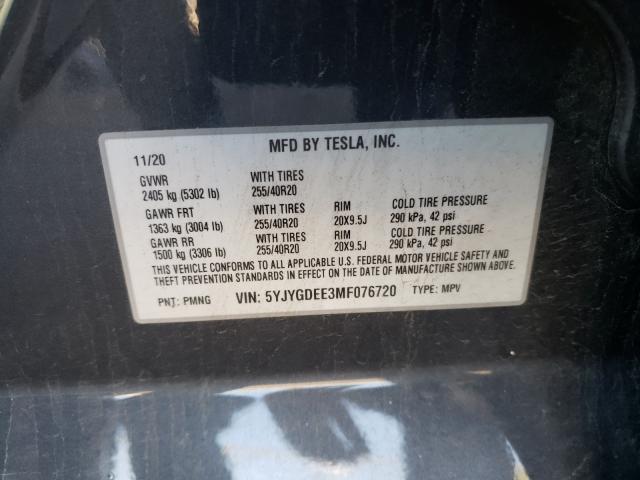 MFD BY TESLA, INC.
11/20
GVWR WITH TIRES
2405 kg (5302 lb) 255/40R20
GAWR FRT WITH TIRES RIM COLD TIRE PRESSURE
1363 kg (3004 lb) 255/40R20 20X9.5J 290 kPa, 42 psi
GAWR RR WITH TIRES RIM COLD TIRE PRESSURE
1500 kg (3306 lb) 255/40R20 20X9.5J 290 kPa, 42 psi
THIS VEHICLE CONFORMS TO ALL APPLICABLE U.S. FEDERAL MOTOR VEHICLE SAFETY AND
THEFT PREVENTION STANDARDS IN EFFECT ON THE DATE OF MANUFACTURE SHOWN ABOVE.
PNT: PMNG VIN: 5YJYGDEE3MF076720 TYPE: MPV